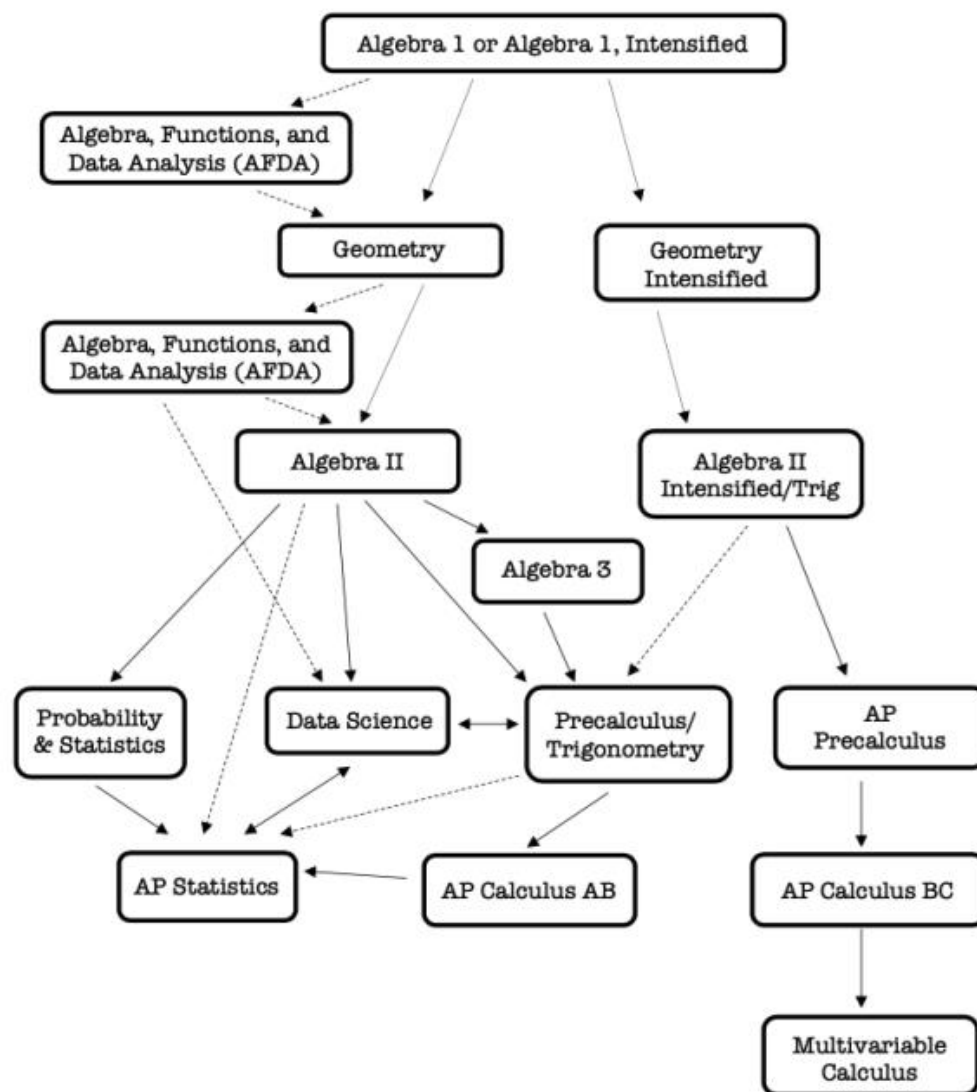 Algebra 1 or Algebra 1, Intensified
Algebra, Functions, and
Data Analysis (AFDA)
Geometry
Geometry
Intensified
Algebra, Functions, and
Data Analysis (AFDA)
Algebra II
Algebra II
Intensified/Trig
Algebra 3
Probability
& Statistics
Data Science
Precalculus/
Trigonometry
AP
Precalculus
AP Statistics
AP Calculus AB
AP Calculus BC
Multivariable
Calculus